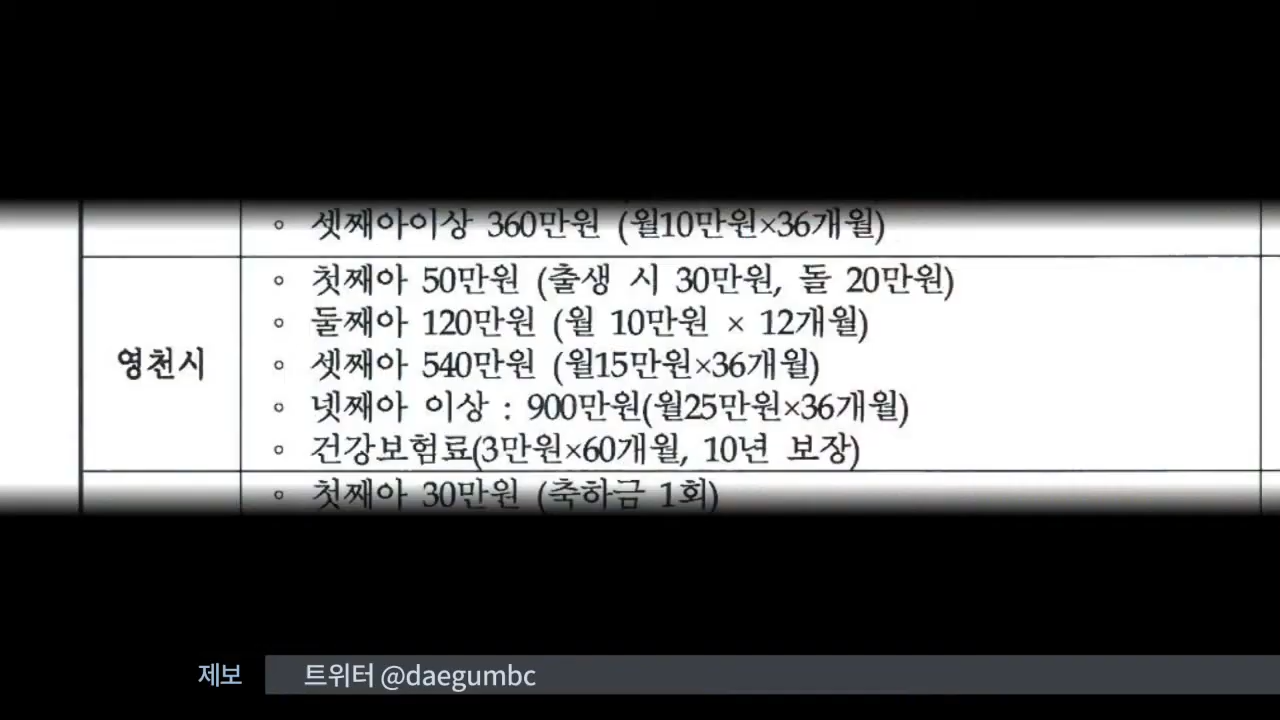 ◦ 셋째아이상 360만원 (월10만원×36개월)
영천시
◦ 첫째아 50만원 (출생 시 30만원, 돌 20만원)
◦ 둘째아 120만원 (월 10만원 × 12개월)
◦ 셋째아 540만원 (월15만원×36개월)
◦ 넷째아 이상 : 900만원(월25만원×36개월)
◦ 건강보험료(3만원×60개월, 10년 보장)
◦ 첫째아 30만원 (축하금 1회)
제보 트위터 @daegumbc